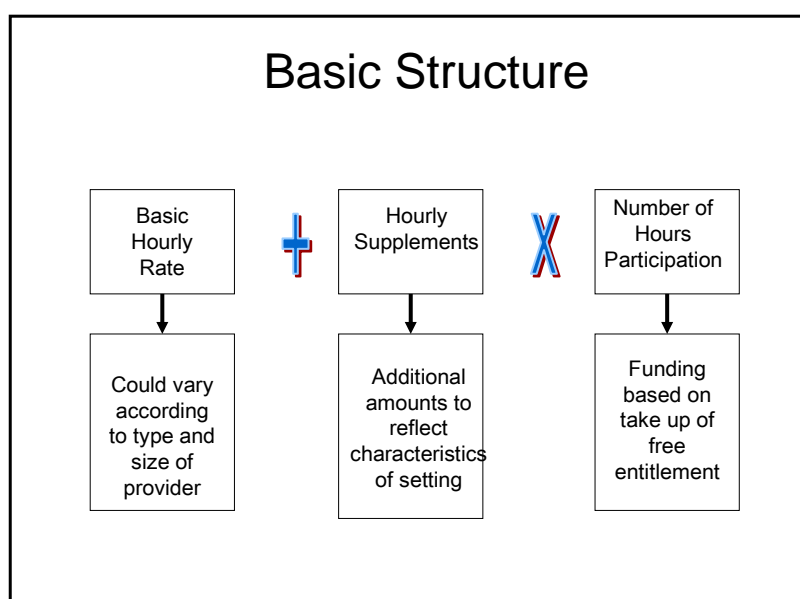 Basic Structure
Basic
Hourly
Rate
+
Hourly
Supplements
X
Number of
Hours
Participation
Could vary
according
to type and
size of
provider
Additional
amounts to
reflect
characteristics
of setting
Funding
based on
take up of
free
entitlement